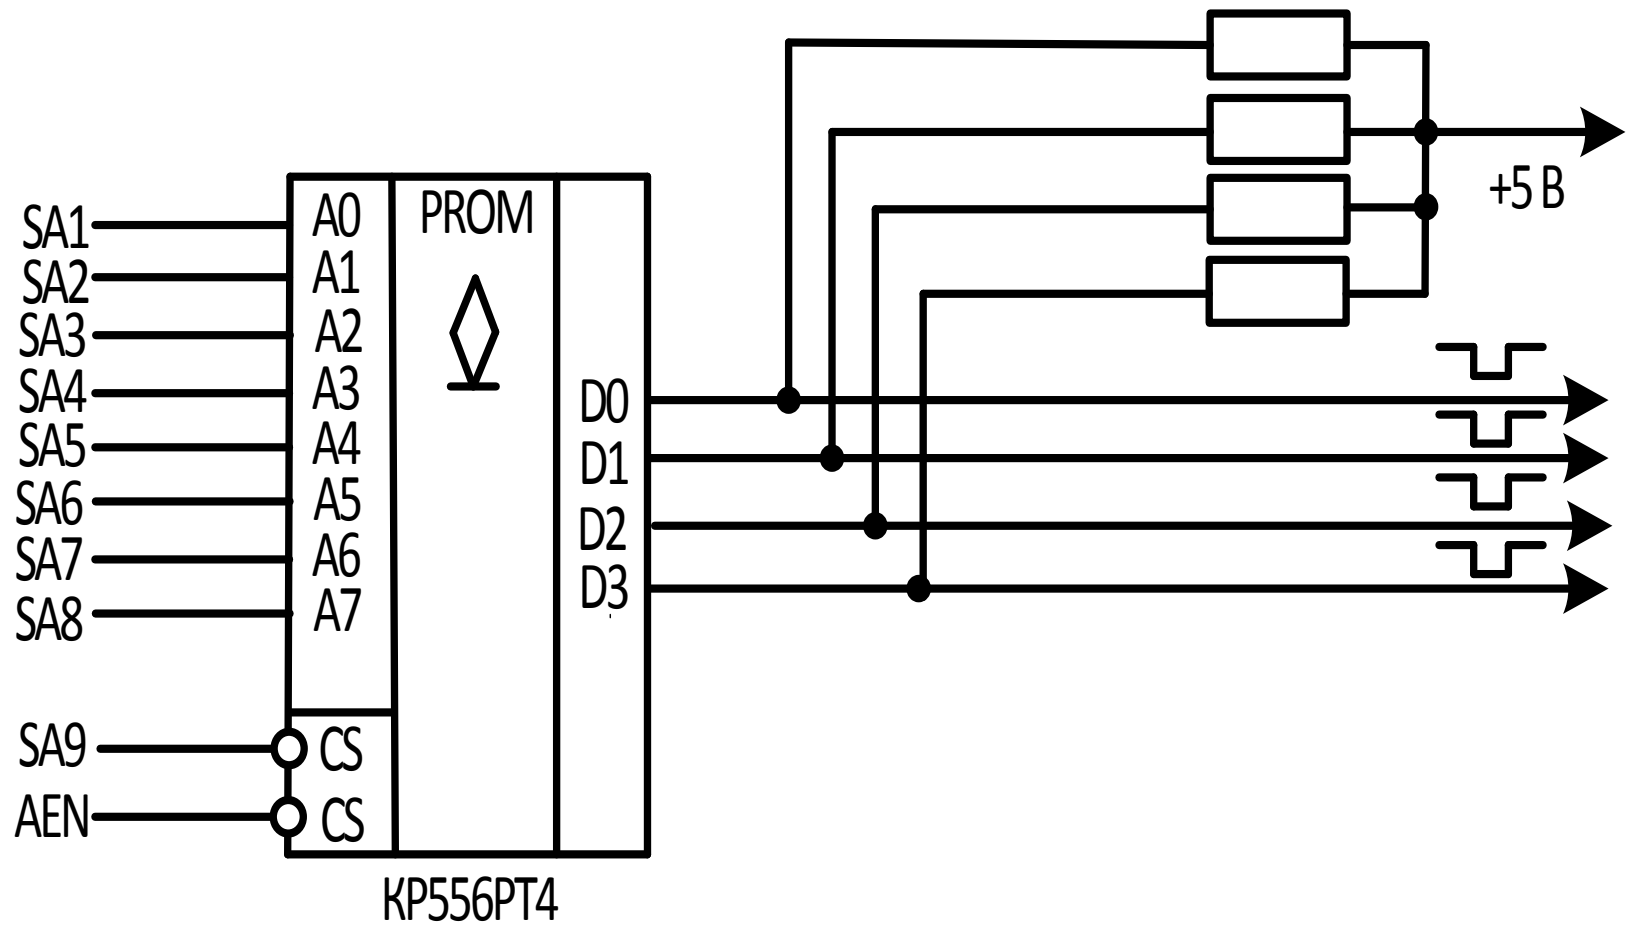 SA1
SA2
SA3
SA4
SA5
SA6
SA7
SA8
SA9
AEN
A0
A1
A2
A3
A4
A5
A6
A7
CS
CS
PROM
D0
D1
D2
D3
+5 В
КР556РТ4